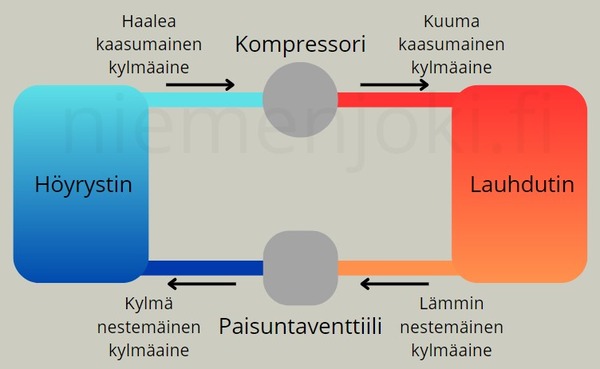 Haalea
kaasumainen
kylmäaine
Kompressori
Kuuma
kaasumainen
kylmäaine
niemenjoki.fi
Höyrystin
Lauhdutin
Kylmä
nestemäinen
kylmäaine
Paisuntaventtiili
Lämmin
nestemäinen
kylmäaine